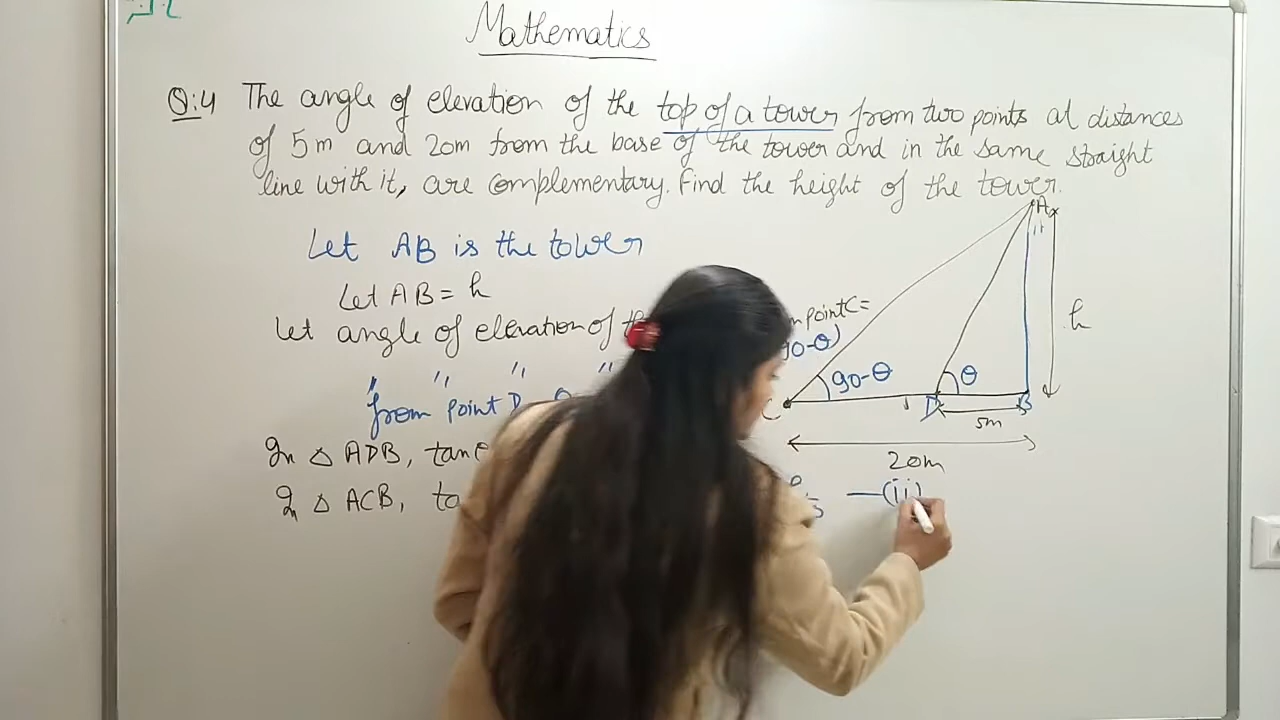 Mathematics
Q:4 The angle of elevation of the top of a tower from two points at distances
of 5m and 20m from the base of the tower and in the same straight
line with it, are complementary. Find the height of the tower.
Let AB is the tower
Let AB = h
Let angle of elevation of point C =
90-θ)
" " " "
from point D
In △ ADB, tan
In △ ACB, ta
—(ii)
A
h
90-θ
θ
C
D
B
5m
20m